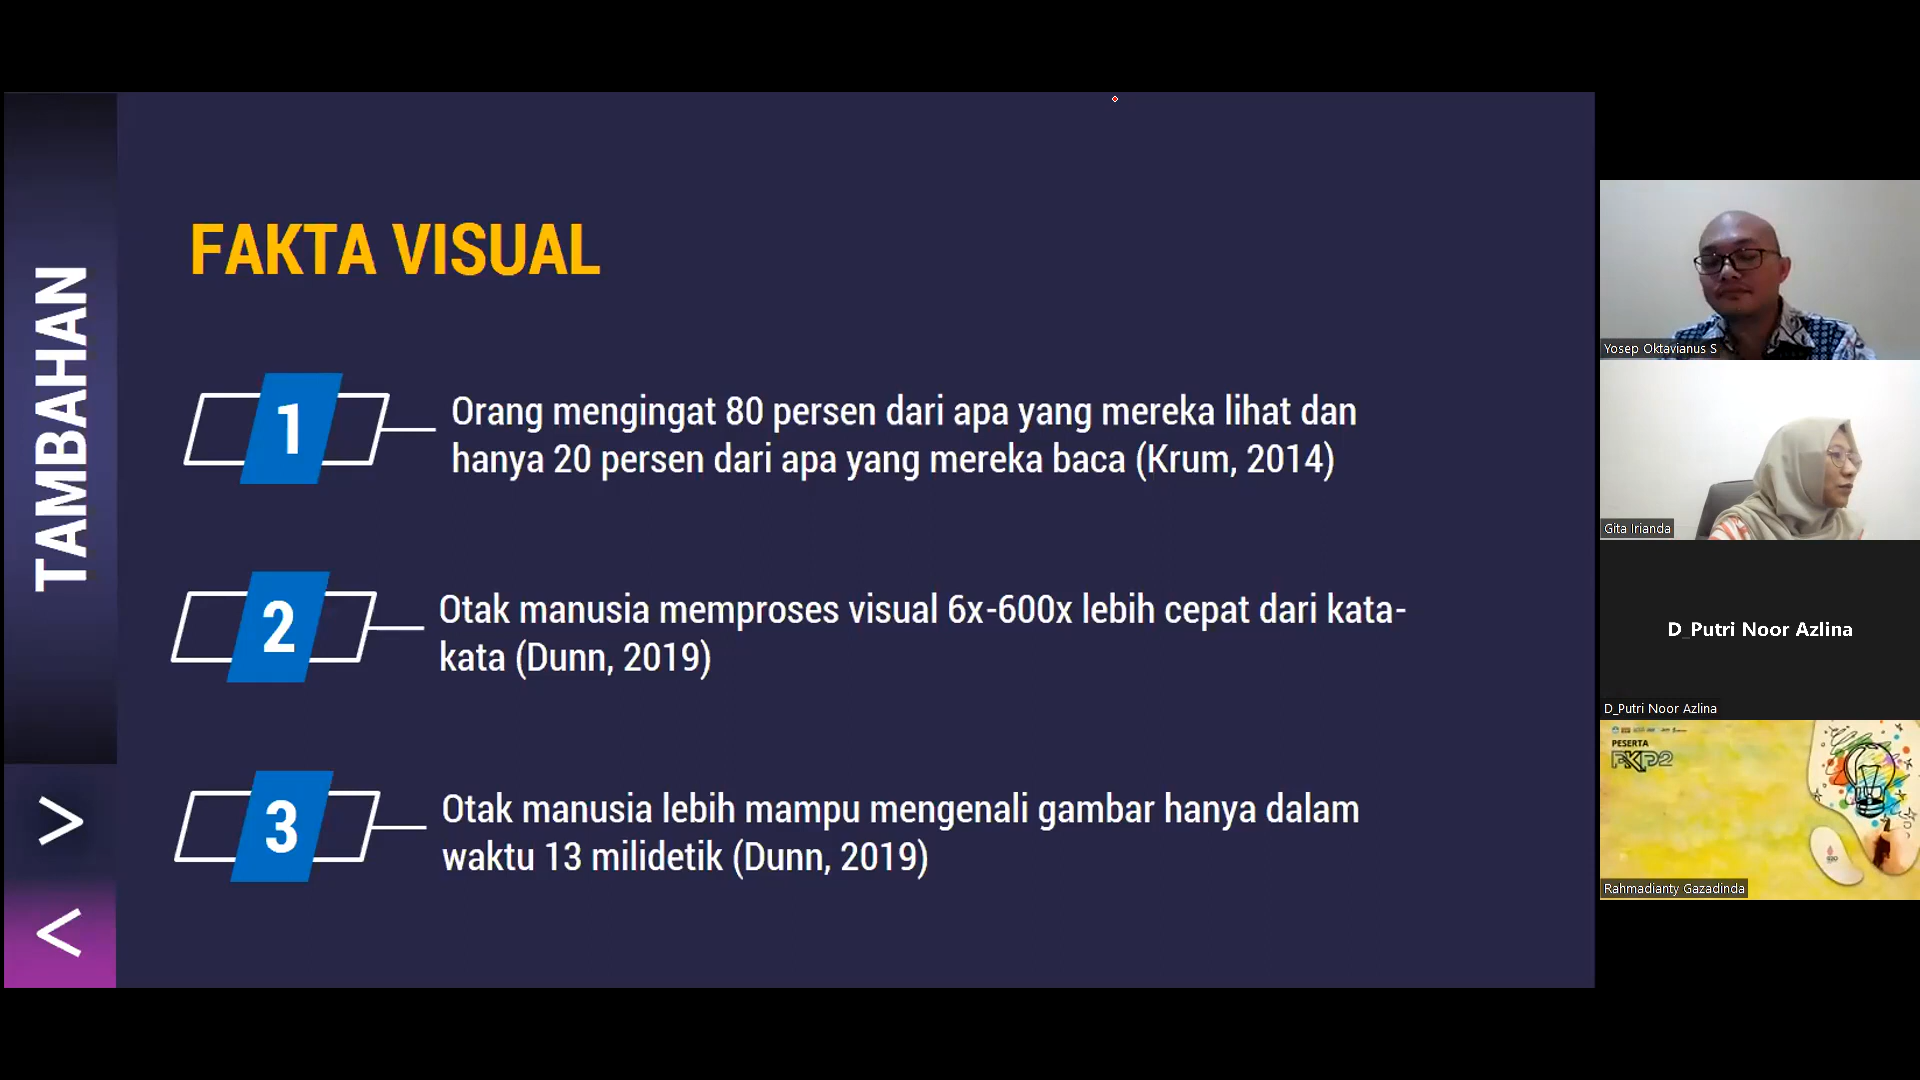 TAMBAHAN
FAKTA VISUAL
1
Orang mengingat 80 persen dari apa yang mereka lihat dan
hanya 20 persen dari apa yang mereka baca (Krum, 2014)
2
Otak manusia memproses visual 6x-600x lebih cepat dari kata-
kata (Dunn, 2019)
3
Otak manusia lebih mampu mengenali gambar hanya dalam
waktu 13 milidetik (Dunn, 2019)
Yosep Oktavianus S
Gita Irianda
D_Putri Noor Azlina
D_Putri Noor Azlina
PESERTA
PKP2
Rahmadianty Gazadinda